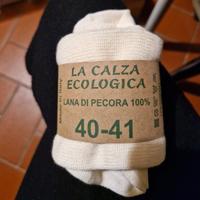 LA CALZA
ECOLOGICA
LANA DI PECORA 100%
40-41